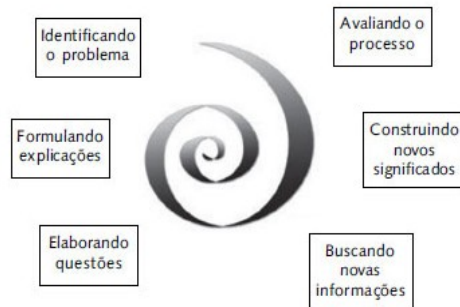 Identificando
o problema
Avaliando o
processo
Formulando
explicações
Construindo
novos
significados
Elaborando
questões
Buscando
novas
informações